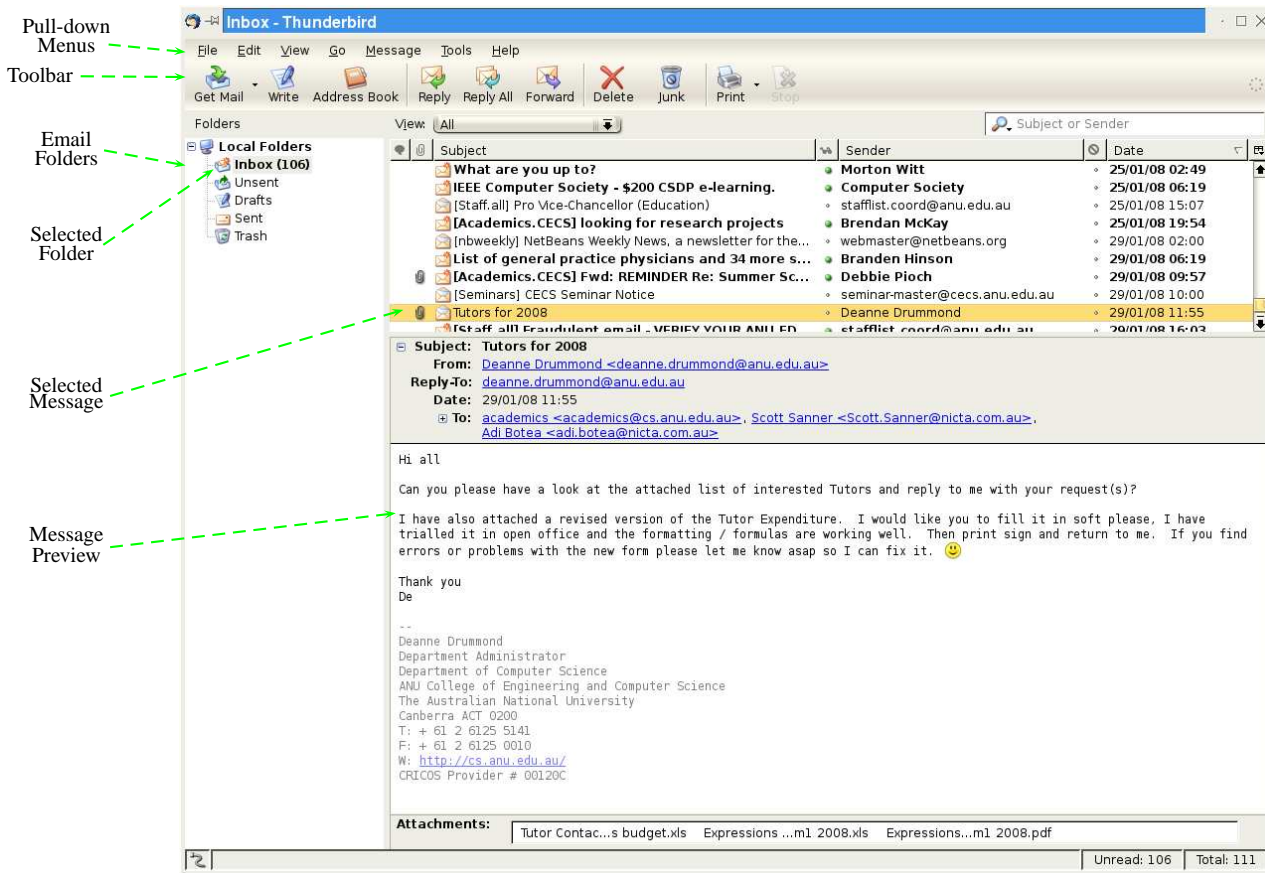 Pull-down
Menus
Toolbar
Email
Folders
Selected
Folder
Selected
Message
Message
Preview
Inbox - Thunderbird
File Edit View Go Message Tools Help
Get Mail Write Address Book Reply Reply All Forward Delete Junk Print Stop
Folders View: All Subject or Sender
Local Folders
Inbox (106)
Unsent
Drafts
Sent
Trash
Subject Sender Date
What are you up to? Morton Witt 25/01/08 02:49
IEEE Computer Society - $200 CSDP e-learning. Computer Society 25/01/08 06:19
[Staff.all] Pro Vice-Chancellor (Education) stafflist.coord@anu.edu.au 25/01/08 15:07
[Academics.CECS] looking for research projects Brendan McKay 25/01/08 19:54
[nbweekly] NetBeans Weekly News, a newsletter for the... webmaster@netbeans.org 29/01/08 02:00
List of general practice physicians and 34 more s... Branden Hinson 29/01/08 06:19
[Academics.CECS] Fwd: REMINDER Re: Summer Sc... Debbie Pioch 29/01/08 09:57
[Seminars] CECS Seminar Notice seminar-master@cecs.anu.edu.au 29/01/08 10:00
Tutors for 2008 Deanne Drummond 29/01/08 11:55
[Staff.all] Fraudulent email - VERIFY YOUR ANU ED stafflist.coord@anu.edu.au 29/01/08 16:03
Subject: Tutors for 2008
From: Deanne Drummond <deanne.drummond@anu.edu.au>
Reply-To: deanne.drummond@anu.edu.au
Date: 29/01/08 11:55
To: academics <academics@cs.anu.edu.au>, Scott Sanner <Scott.Sanner@nicta.com.au>,
Adi Botea <adi.botea@nicta.com.au>
Hi all
Can you please have a look at the attached list of interested Tutors and reply to me with your request(s)?
I have also attached a revised version of the Tutor Expenditure. I would like you to fill it in soft please, I have
trialled it in open office and the formatting / formulas are working well. Then print sign and return to me. If you find
errors or problems with the new form please let me know asap so I can fix it.
Thank you
De
--
Deanne Drummond
Department Administrator
Department of Computer Science
ANU College of Engineering and Computer Science
The Australian National University
Canberra ACT 0200
T: + 61 2 6125 5141
F: + 61 2 6125 0010
W: http://cs.anu.edu.au/
CRICOS Provider # 00120C
Attachments: Tutor Contac...s budget.xls Expressions ...m1 2008.xls Expressions...m1 2008.pdf
Unread: 106 Total: 111